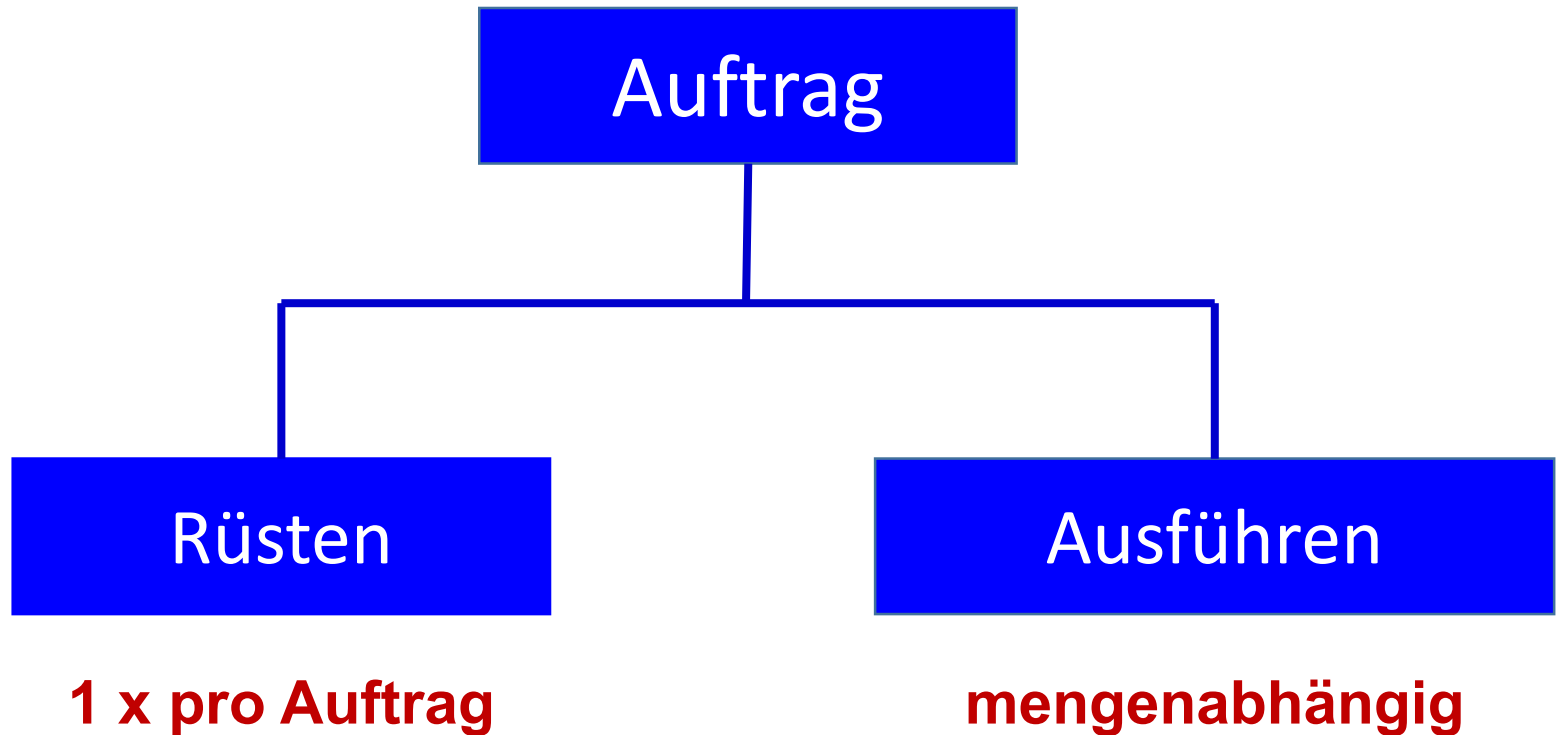 Auftrag
Rüsten
Ausführen
1 x pro Auftrag
mengenabhängig